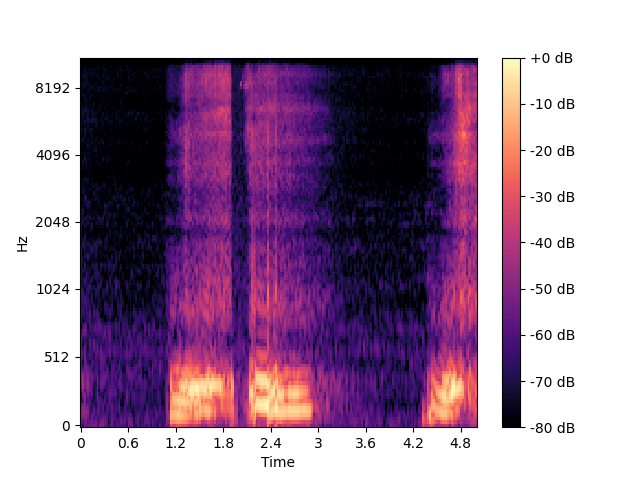 +0 dB
8192
-10 dB
4096
-20 dB
-30 dB
2048
Hz
-40 dB
1024
-50 dB
512
-60 dB
-70 dB
0
-80 dB
0 0.6 1.2 1.8 2.4 3 3.6 4.2 4.8
Time